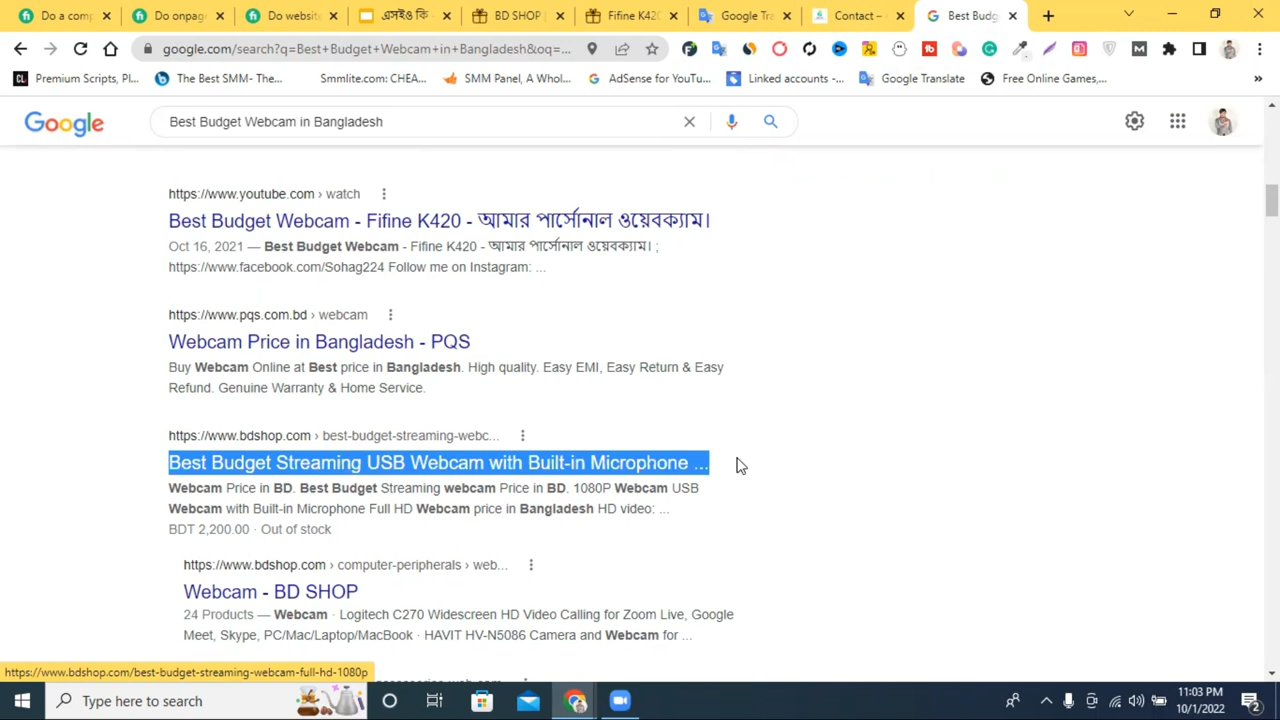 Do a comp
Do onpage
Do website
এসইও কি -
BD SHOP
Fifine K420
Google Tra
Contact –
Best Budg
google.com/search?q=Best+Budget+Webcam+in+Bangladesh&oq=...
Premium Scripts, Pl...
The Best SMM- The...
Smmlite.com: CHEA...
SMM Panel, A Whol...
AdSense for YouTu...
Linked accounts -...
Google Translate
Free Online Games,...
»
Google
Best Budget Webcam in Bangladesh
https://www.youtube.com › watch
Best Budget Webcam - Fifine K420 - আমার পার্সোনাল ওয়েবক্যাম।
Oct 16, 2021 — Best Budget Webcam - Fifine K420 - আমার পার্সোনাল ওয়েবক্যাম। ;
https://www.facebook.com/Sohag224 Follow me on Instagram: ...
https://www.pqs.com.bd › webcam
Webcam Price in Bangladesh - PQS
Buy Webcam Online at Best price in Bangladesh. High quality. Easy EMI, Easy Return & Easy
Refund. Genuine Warranty & Home Service.
https://www.bdshop.com › best-budget-streaming-webc...
Best Budget Streaming USB Webcam with Built-in Microphone ...
Webcam Price in BD. Best Budget Streaming webcam Price in BD. 1080P Webcam USB
Webcam with Built-in Microphone Full HD Webcam price in Bangladesh HD video: ...
BDT 2,200.00 · Out of stock
https://www.bdshop.com › computer-peripherals › web...
Webcam - BD SHOP
24 Products — Webcam · Logitech C270 Widescreen HD Video Calling for Zoom Live, Google
Meet, Skype, PC/Mac/Laptop/MacBook · HAVIT HV-N5086 Camera and Webcam for ...
https://www.bdshop.com/best-budget-streaming-webcam-full-hd-1080p
Type here to search
11:03 PM
10/1/2022
2